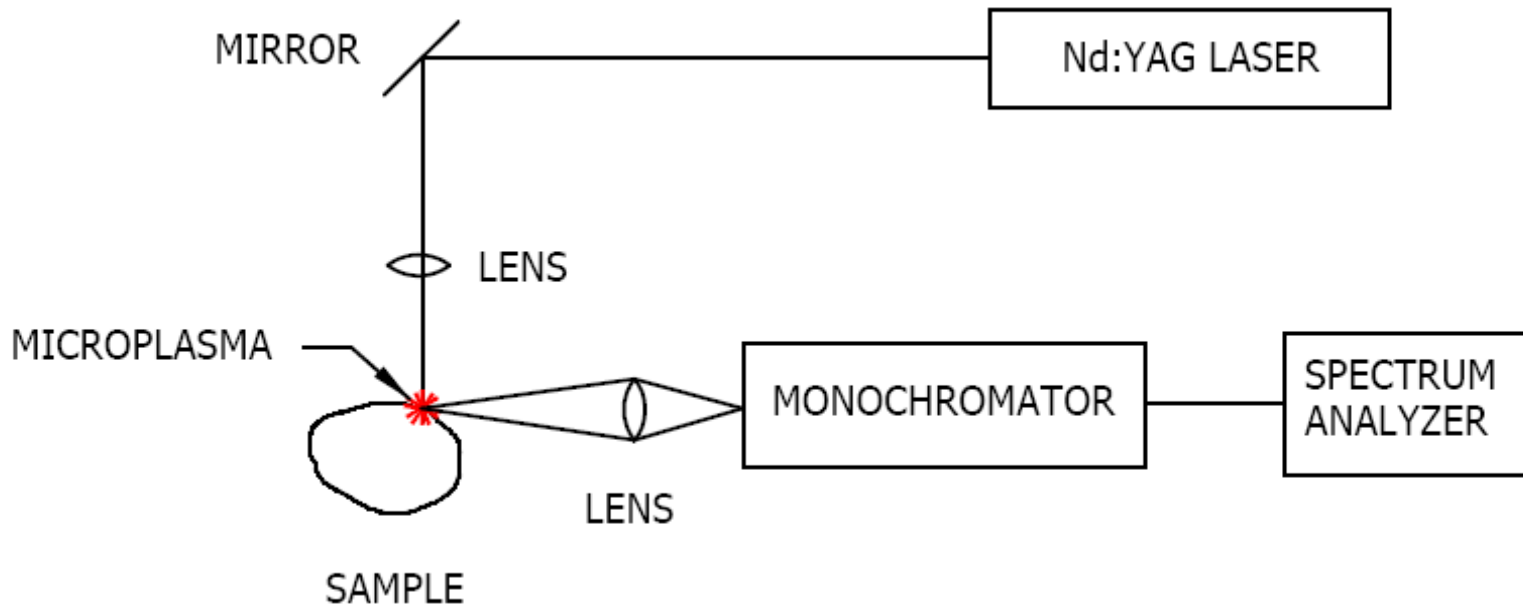 MIRROR
Nd:YAG LASER
LENS
MICROPLASMA
MONOCHROMATOR
SPECTRUM
ANALYZER
LENS
SAMPLE